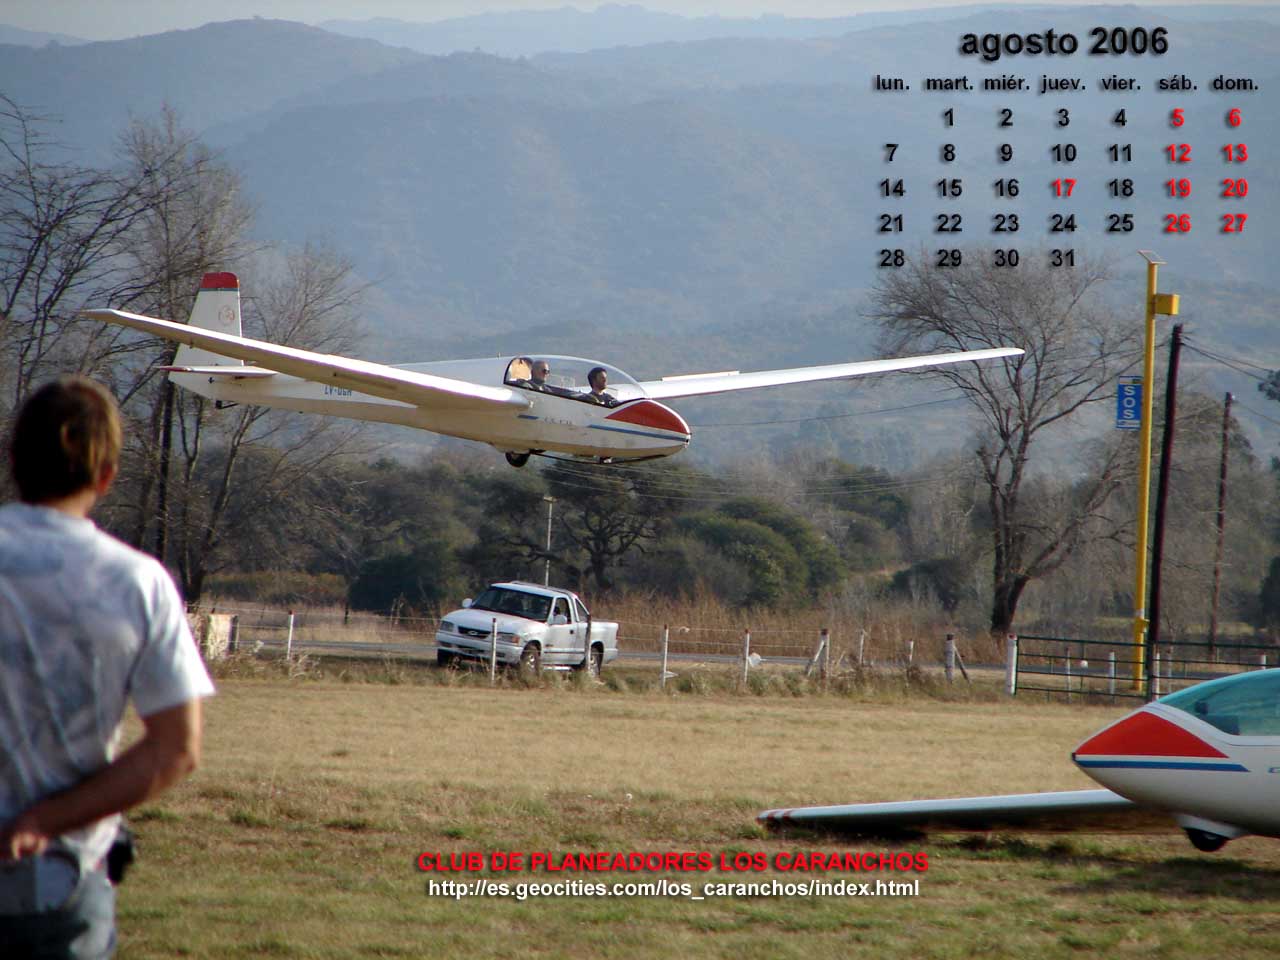 agosto 2006
lun. mart. miér. juev. vier. sáb. dom.
1 2 3 4 5 6
7 8 9 10 11 12 13
14 15 16 17 18 19 20
21 22 23 24 25 26 27
28 29 30 31
SOS
CLUB DE PLANEADORES LOS CARANCHOS
http://es.geocities.com/los_caranchos/index.html